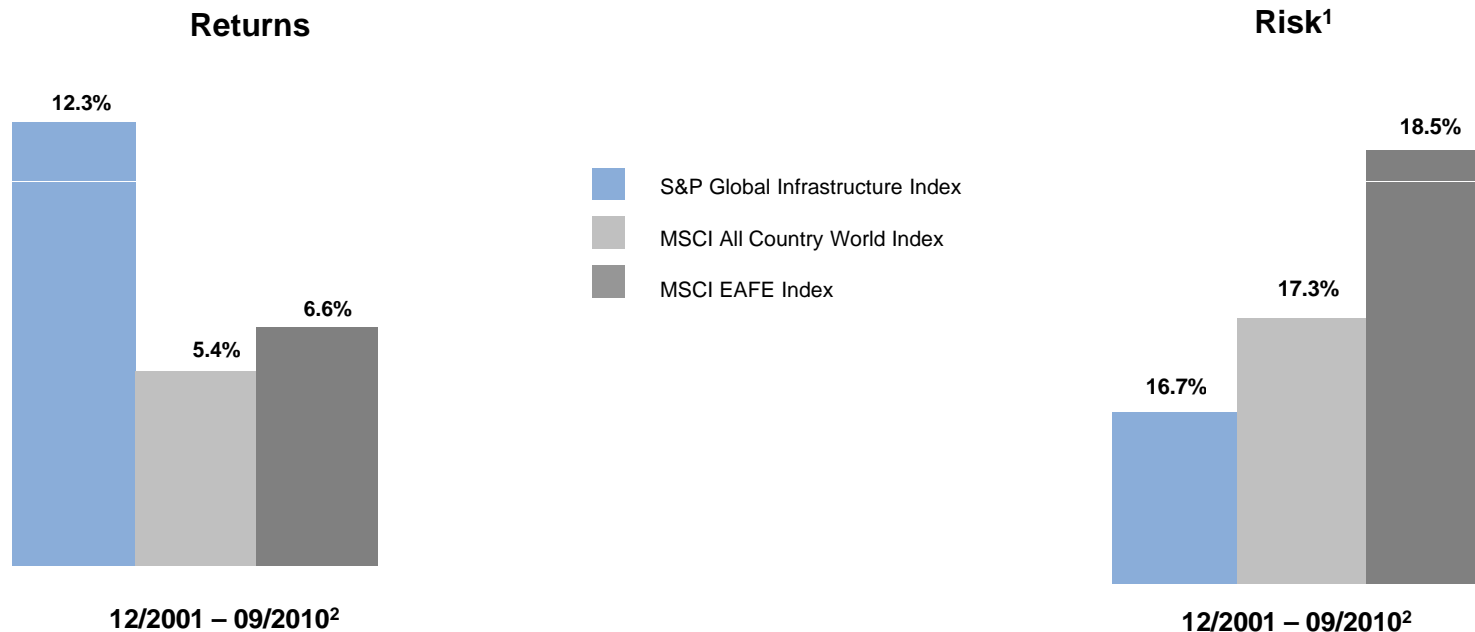 Returns
12.3%
5.4%
6.6%
12/2001 – 09/2010²
S&P Global Infrastructure Index
MSCI All Country World Index
MSCI EAFE Index
Risk¹
16.7%
17.3%
18.5%
12/2001 – 09/2010²